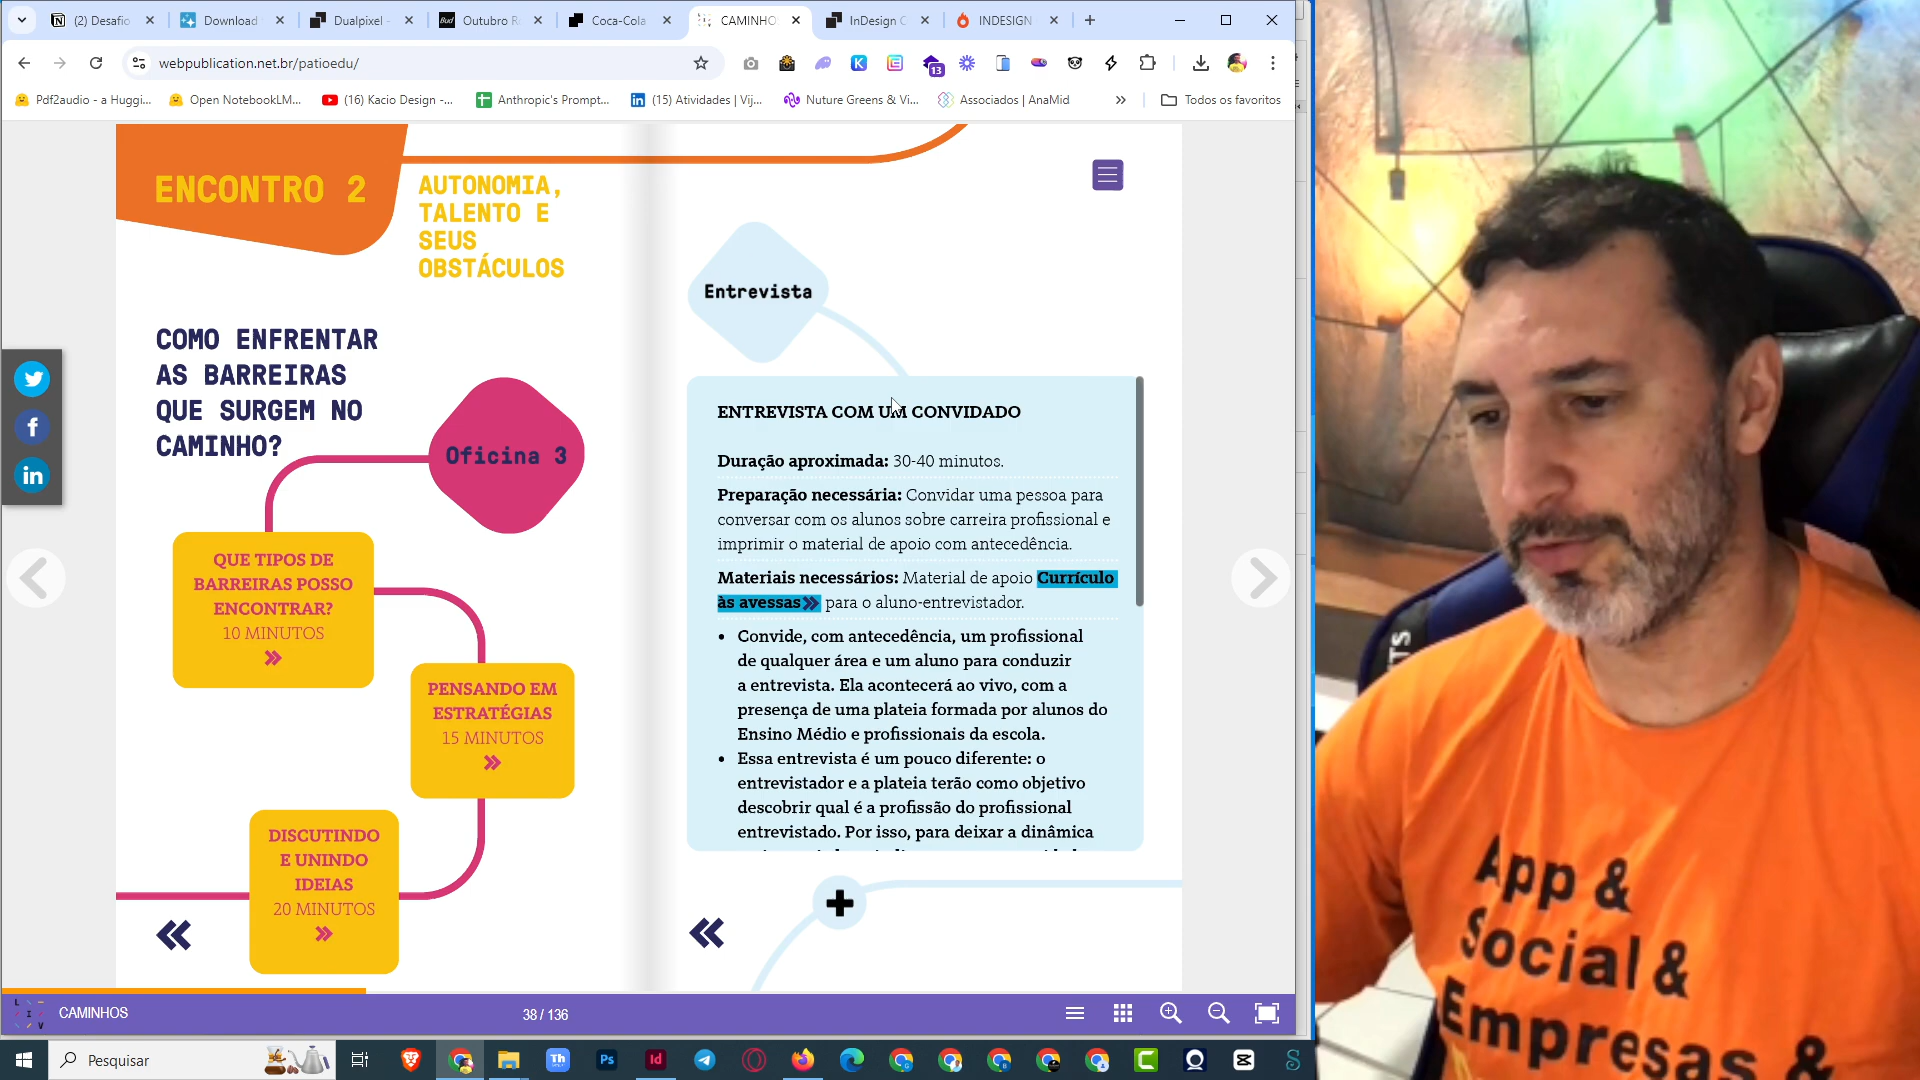 (2) Desafio
Download
Dualpixel -
Outubro R
Coca-Cola
CAMINHO
InDesign C
INDESIGN
webpublication.net.br/patioedu/
13
Pdf2audio - a Huggi...
Open NotebookLM...
(16) Kacio Design -...
Anthropic's Prompt...
(15) Atividades | Vij...
Nuture Greens & Vi...
Associados | AnaMid
Todos os favoritos
ENCONTRO 2
AUTONOMIA,
TALENTO E
SEUS
OBSTÁCULOS
COMO ENFRENTAR
AS BARREIRAS
QUE SURGEM NO
CAMINHO?
Oficina 3
QUE TIPOS DE
BARREIRAS POSSO
ENCONTRAR?
10 MINUTOS
PENSANDO EM
ESTRATÉGIAS
15 MINUTOS
DISCUTINDO
E UNINDO
IDEIAS
20 MINUTOS
Entrevista
ENTREVISTA COM UM CONVIDADO
Duração aproximada: 30-40 minutos.
Preparação necessária: Convidar uma pessoa para
conversar com os alunos sobre carreira profissional e
imprimir o material de apoio com antecedência.
Materiais necessários: Material de apoio Currículo
às avessas para o aluno-entrevistador.
• Convide, com antecedência, um profissional
de qualquer área e um aluno para conduzir
a entrevista. Ela acontecerá ao vivo, com a
presença de uma plateia formada por alunos do
Ensino Médio e profissionais da escola.
• Essa entrevista é um pouco diferente: o
entrevistador e a plateia terão como objetivo
descobrir qual é a profissão do profissional
entrevistado. Por isso, para deixar a dinâmica
LIV
CAMINHOS
38 / 136
Pesquisar
App &
Social &
Empresas &